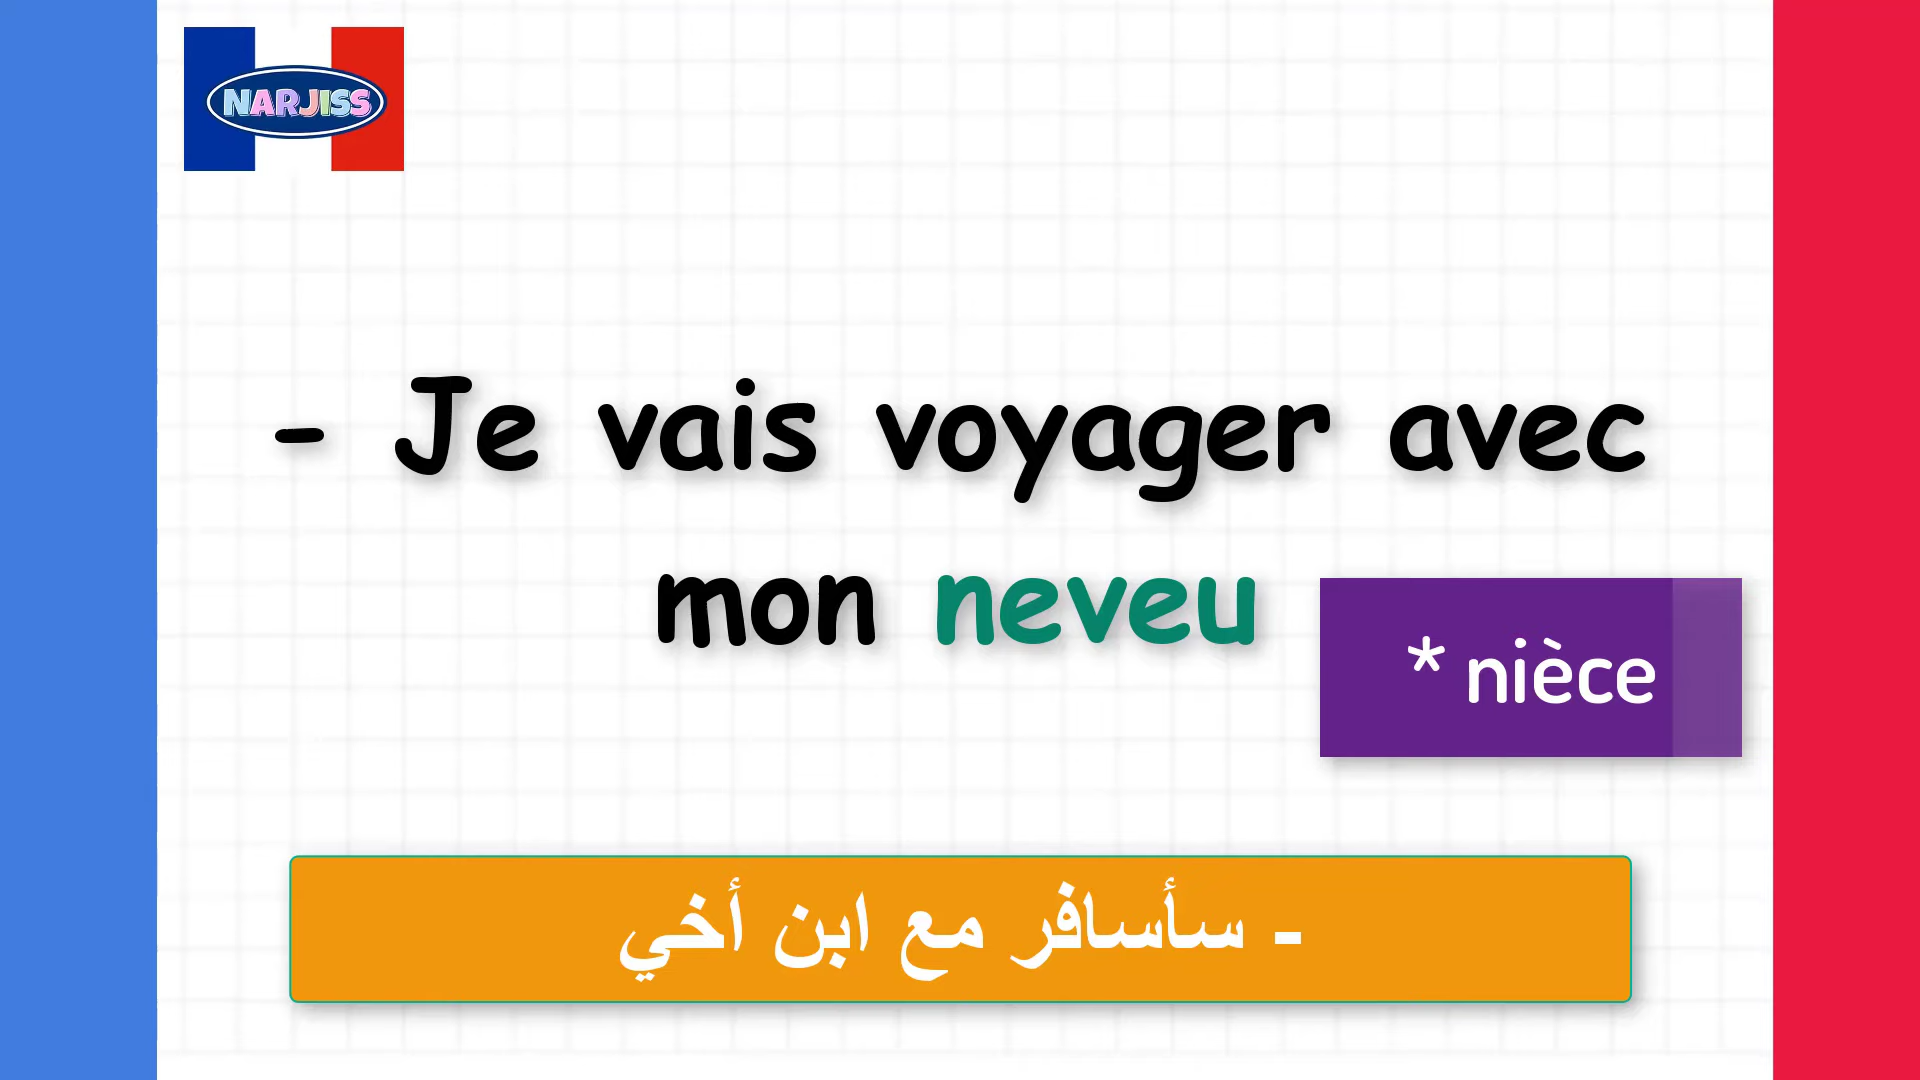 NARJISS
- Je vais voyager avec
mon neveu
* nièce
- سأسافر مع ابن أخي